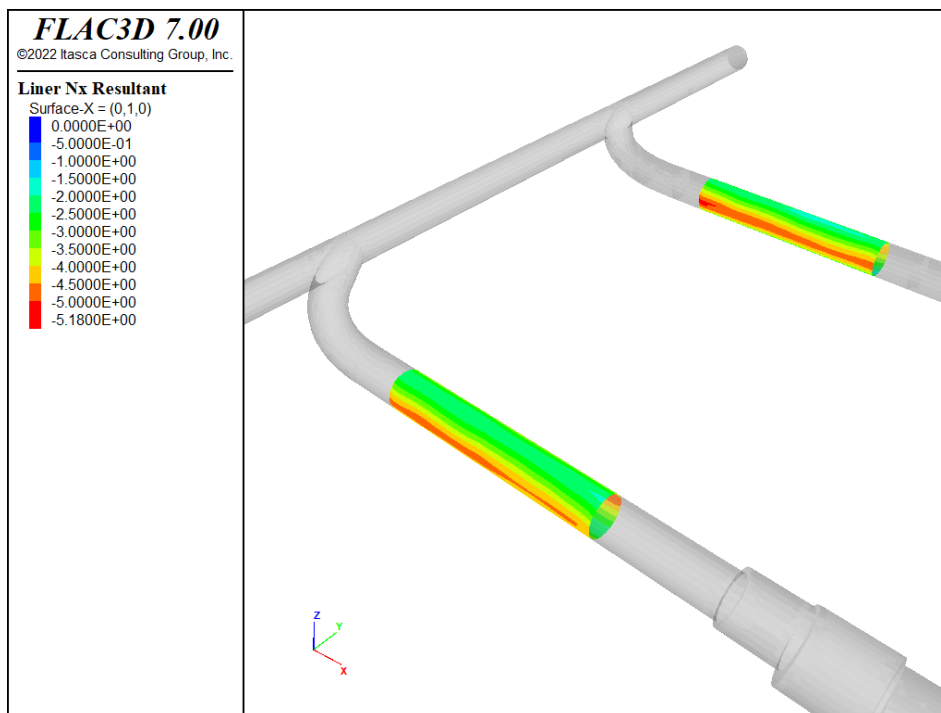 FLAC3D 7.00
©2022 Itasca Consulting Group, Inc.
Liner Nx Resultant
Surface-X = (0,1,0)
0.0000E+00
-5.0000E-01
-1.0000E+00
-1.5000E+00
-2.0000E+00
-2.5000E+00
-3.0000E+00
-3.5000E+00
-4.0000E+00
-4.5000E+00
-5.0000E+00
-5.1800E+00
Z
Y
X